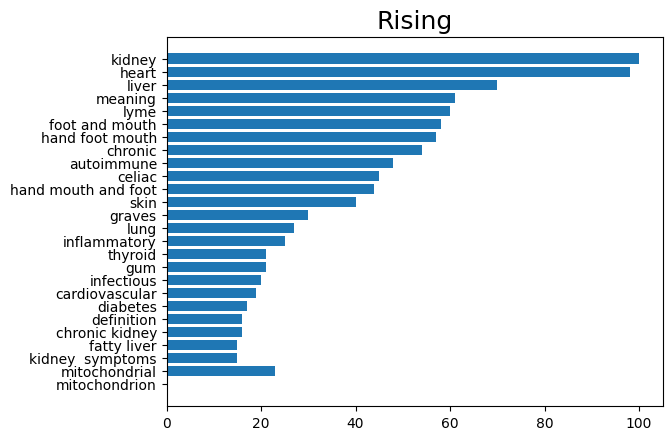 Rising
kidney
heart
liver
meaning
lyme
foot and mouth
hand foot mouth
chronic
autoimmune
celiac
hand mouth and foot
skin
graves
lung
inflammatory
thyroid
gum
infectious
cardiovascular
diabetes
definition
chronic kidney
fatty liver
kidney  symptoms
mitochondrial
mitochondrion
0 20 40 60 80 100